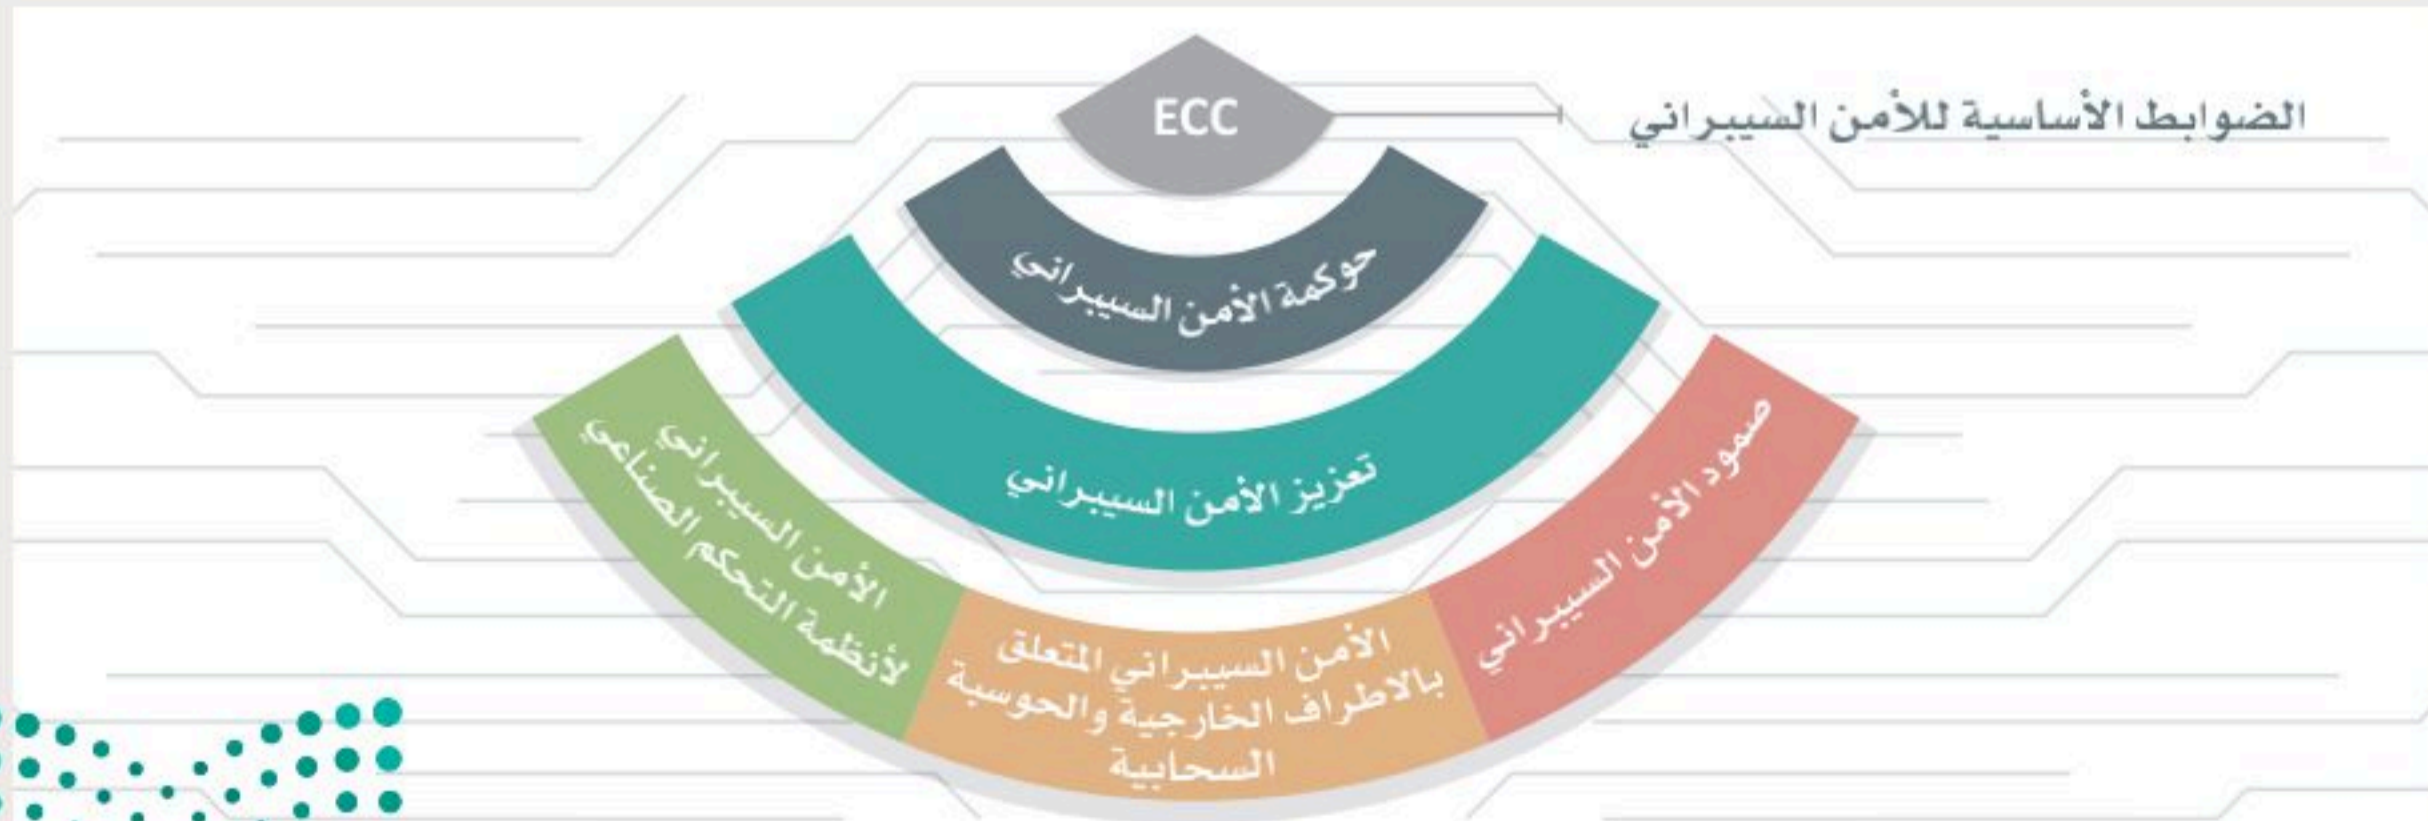 ECC
الضوابط الأساسية للأمن السيبراني
حوكمة الأمن السيبراني
تعزيز الأمن السيبراني
صمود الأمن السيبراني
الأمن السيبراني المتعلق
بالاطراف الخارجية والحوسبة
السحابية
الأمن السيبراني
لأنظمة التحكم الصناعي